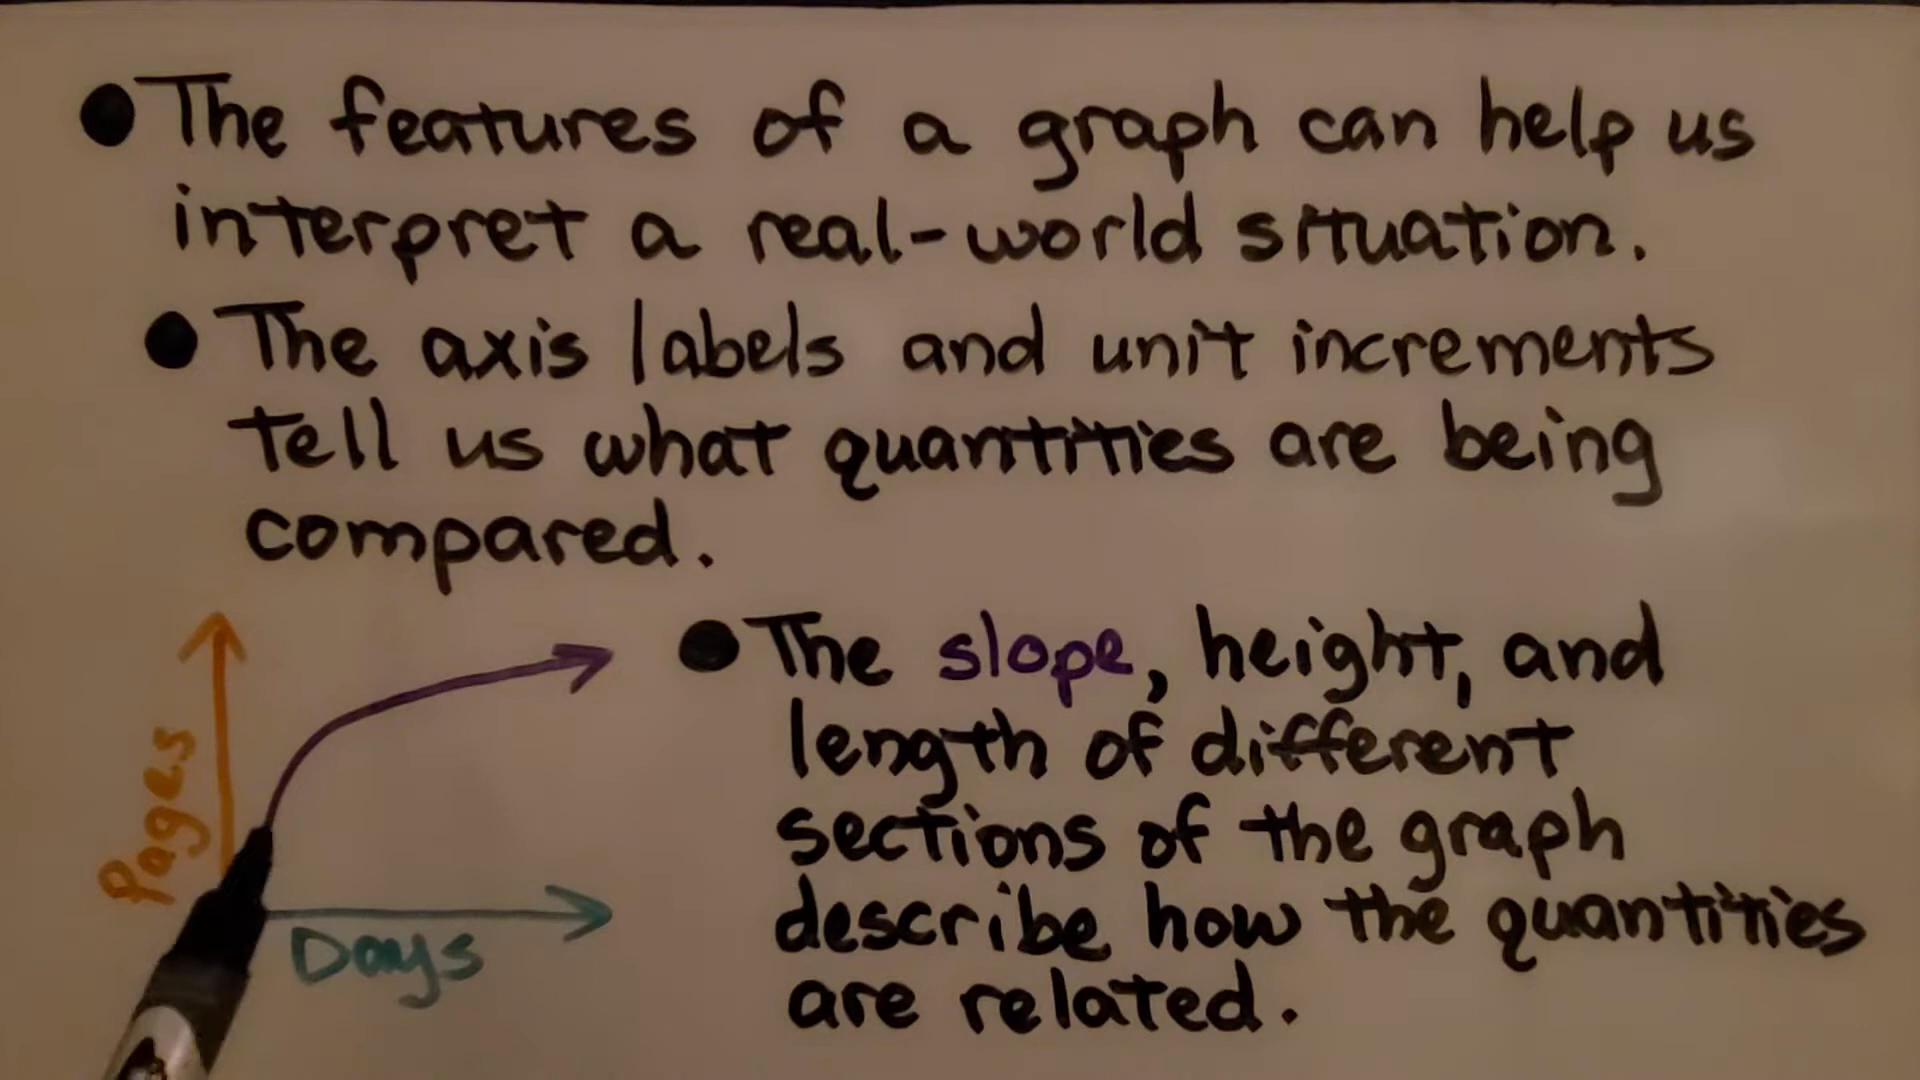 ● The features of a graph can help us
interpret a real-world situation.
● The axis labels and unit increments
tell us what quantities are being
compared.
Pages
Days
● The slope, height, and
length of different
sections of the graph
describe how the quantities
are related.